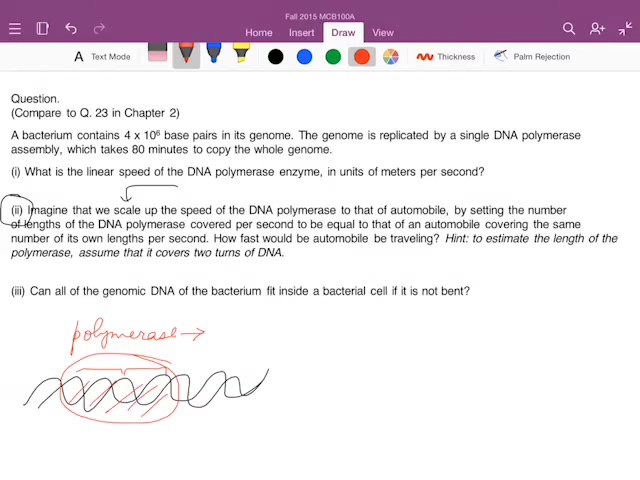 Fall 2015 MCB100A
Home Insert Draw View
A Text Mode Thickness Palm Rejection
Question.
(Compare to Q. 23 in Chapter 2)
A bacterium contains 4 x 10⁶ base pairs in its genome. The genome is replicated by a single DNA polymerase
assembly, which takes 80 minutes to copy the whole genome.
(i) What is the linear speed of the DNA polymerase enzyme, in units of meters per second?
(ii) Imagine that we scale up the speed of the DNA polymerase to that of automobile, by setting the number
of lengths of the DNA polymerase covered per second to be equal to that of an automobile covering the same
number of its own lengths per second. How fast would be automobile be traveling? Hint: to estimate the length of the
polymerase, assume that it covers two turns of DNA.
(iii) Can all of the genomic DNA of the bacterium fit inside a bacterial cell if it is not bent?
polymerase →